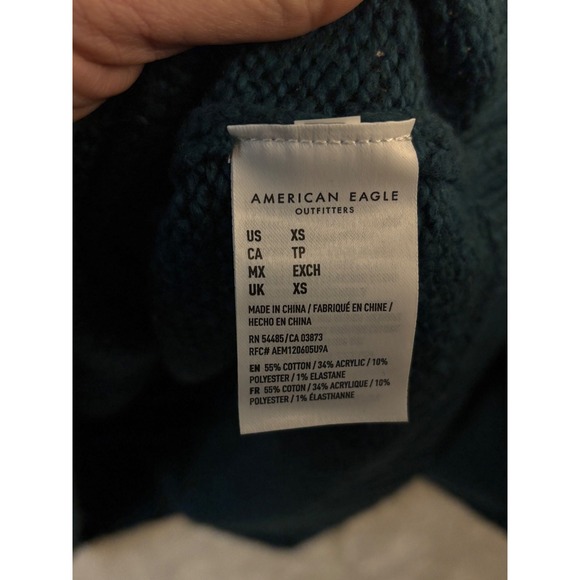 AMERICAN EAGLE
OUTFITTERS
US XS
CA TP
MX EXCH
UK XS
MADE IN CHINA / FABRIQUÉ EN CHINE /
HECHO EN CHINA
RN 54485/CA 03873
RFC# AEM120605U9A
EN 55% COTTON / 34% ACRYLIC / 10%
POLYESTER / 1% ELASTANE
FR 55% COTON / 34% ACRYLIQUE / 10%
POLYESTER / 1% ÉLASTHANNE